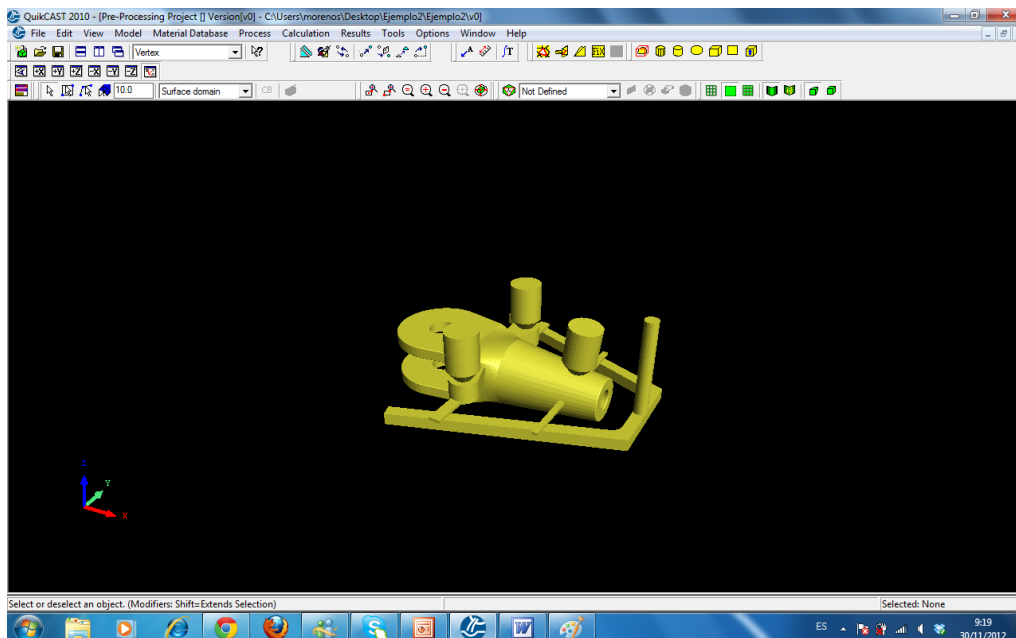 QuikCAST 2010 - [Pre-Processing Project [] Version[v0] - C:\Users\morenos\Desktop\Ejemplo2\Ejemplo2\v0]
File Edit View Model Material Database Process Calculation Results Tools Options Window Help
Vertex
+X +Y +Z -X -Y -Z
10.0 Surface domain CB Not Defined
Z
Y
X
Select or deselect an object. (Modifiers: Shift=Extends Selection) Selected: None
ES 9:19
30/11/2012